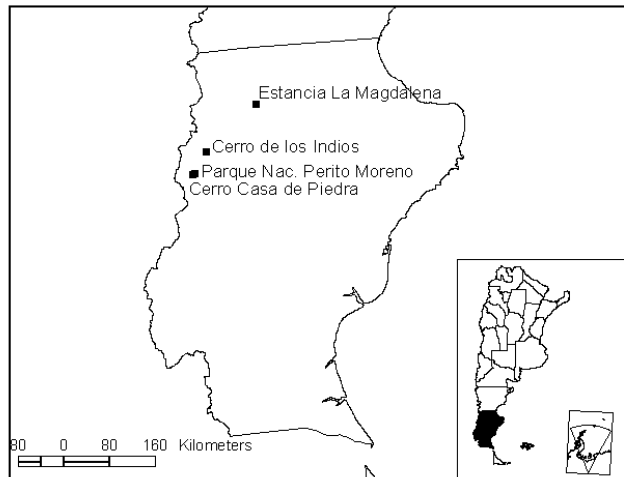 Estancia La Magdalena
Cerro de los Indios
Parque Nac. Perito Moreno
Cerro Casa de Piedra
80 0 80 160 Kilometers